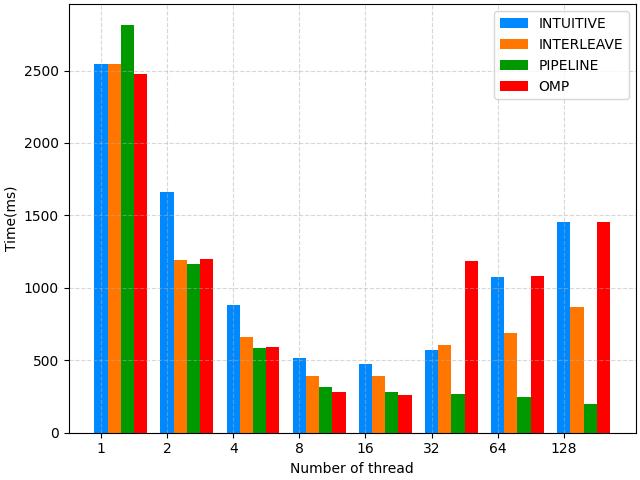 INTUITIVE
INTERLEAVE
PIPELINE
OMP
2500
2000
1500
1000
500
0
Time(ms)
1 2 4 8 16 32 64 128
Number of thread